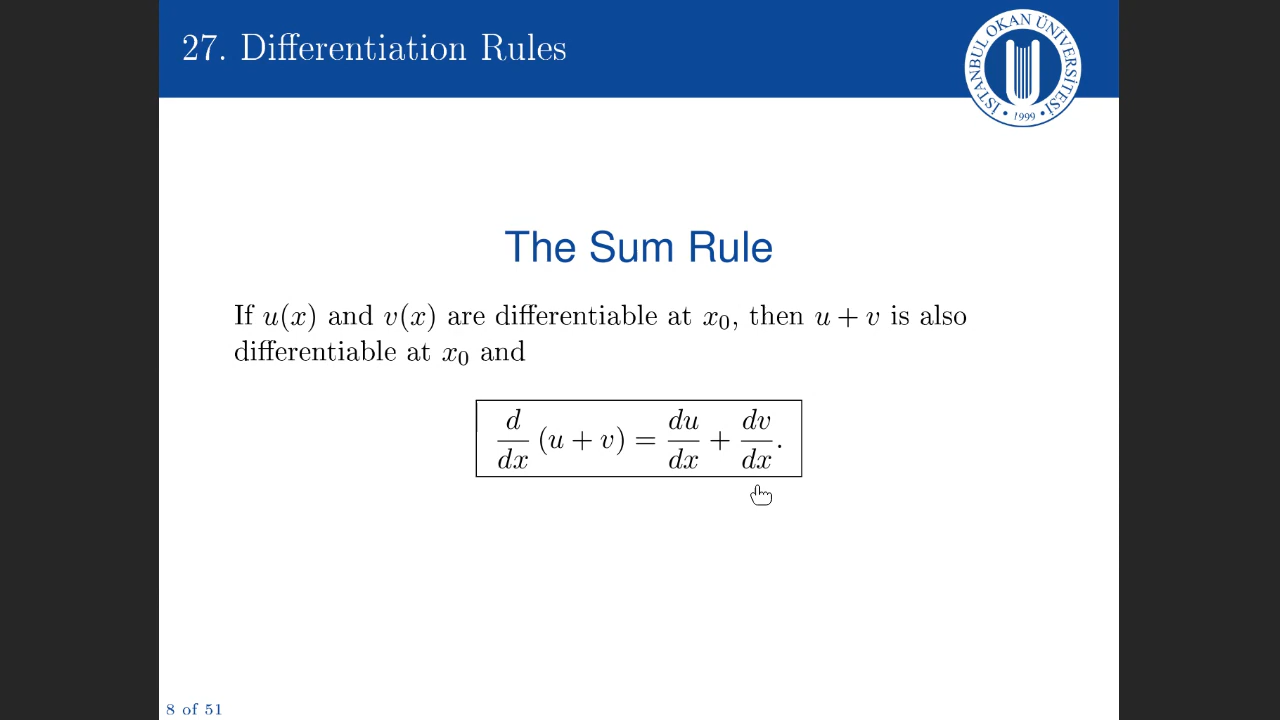 27. Differentiation Rules
İSTANBUL OKAN ÜNİVERSİTESİ
• 1999 •
The Sum Rule
If u(x) and v(x) are differentiable at x₀, then u + v is also
differentiable at x₀ and
d/dx (u + v) = du/dx + dv/dx.
8 of 51